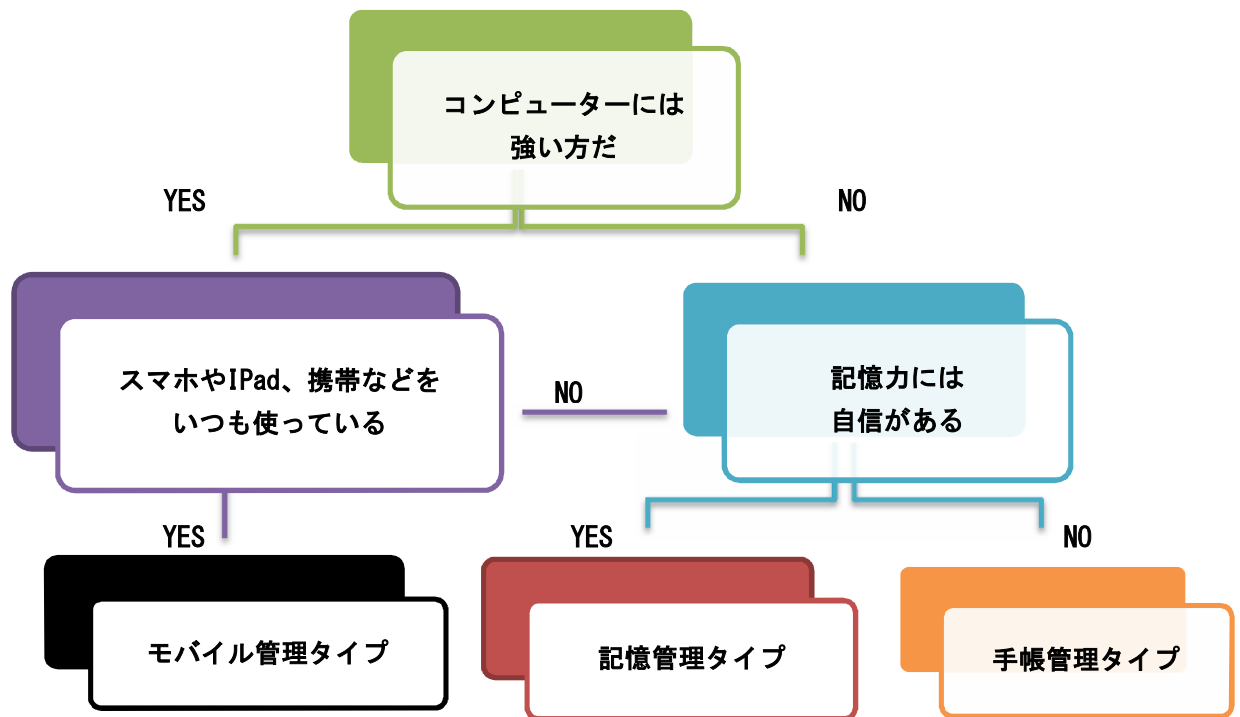 コンピューターには
強い方だ
YES
NO
スマホやIPad、携帯などを
いつも使っている
NO
記憶力には
自信がある
YES
YES
NO
モバイル管理タイプ
記憶管理タイプ
手帳管理タイプ